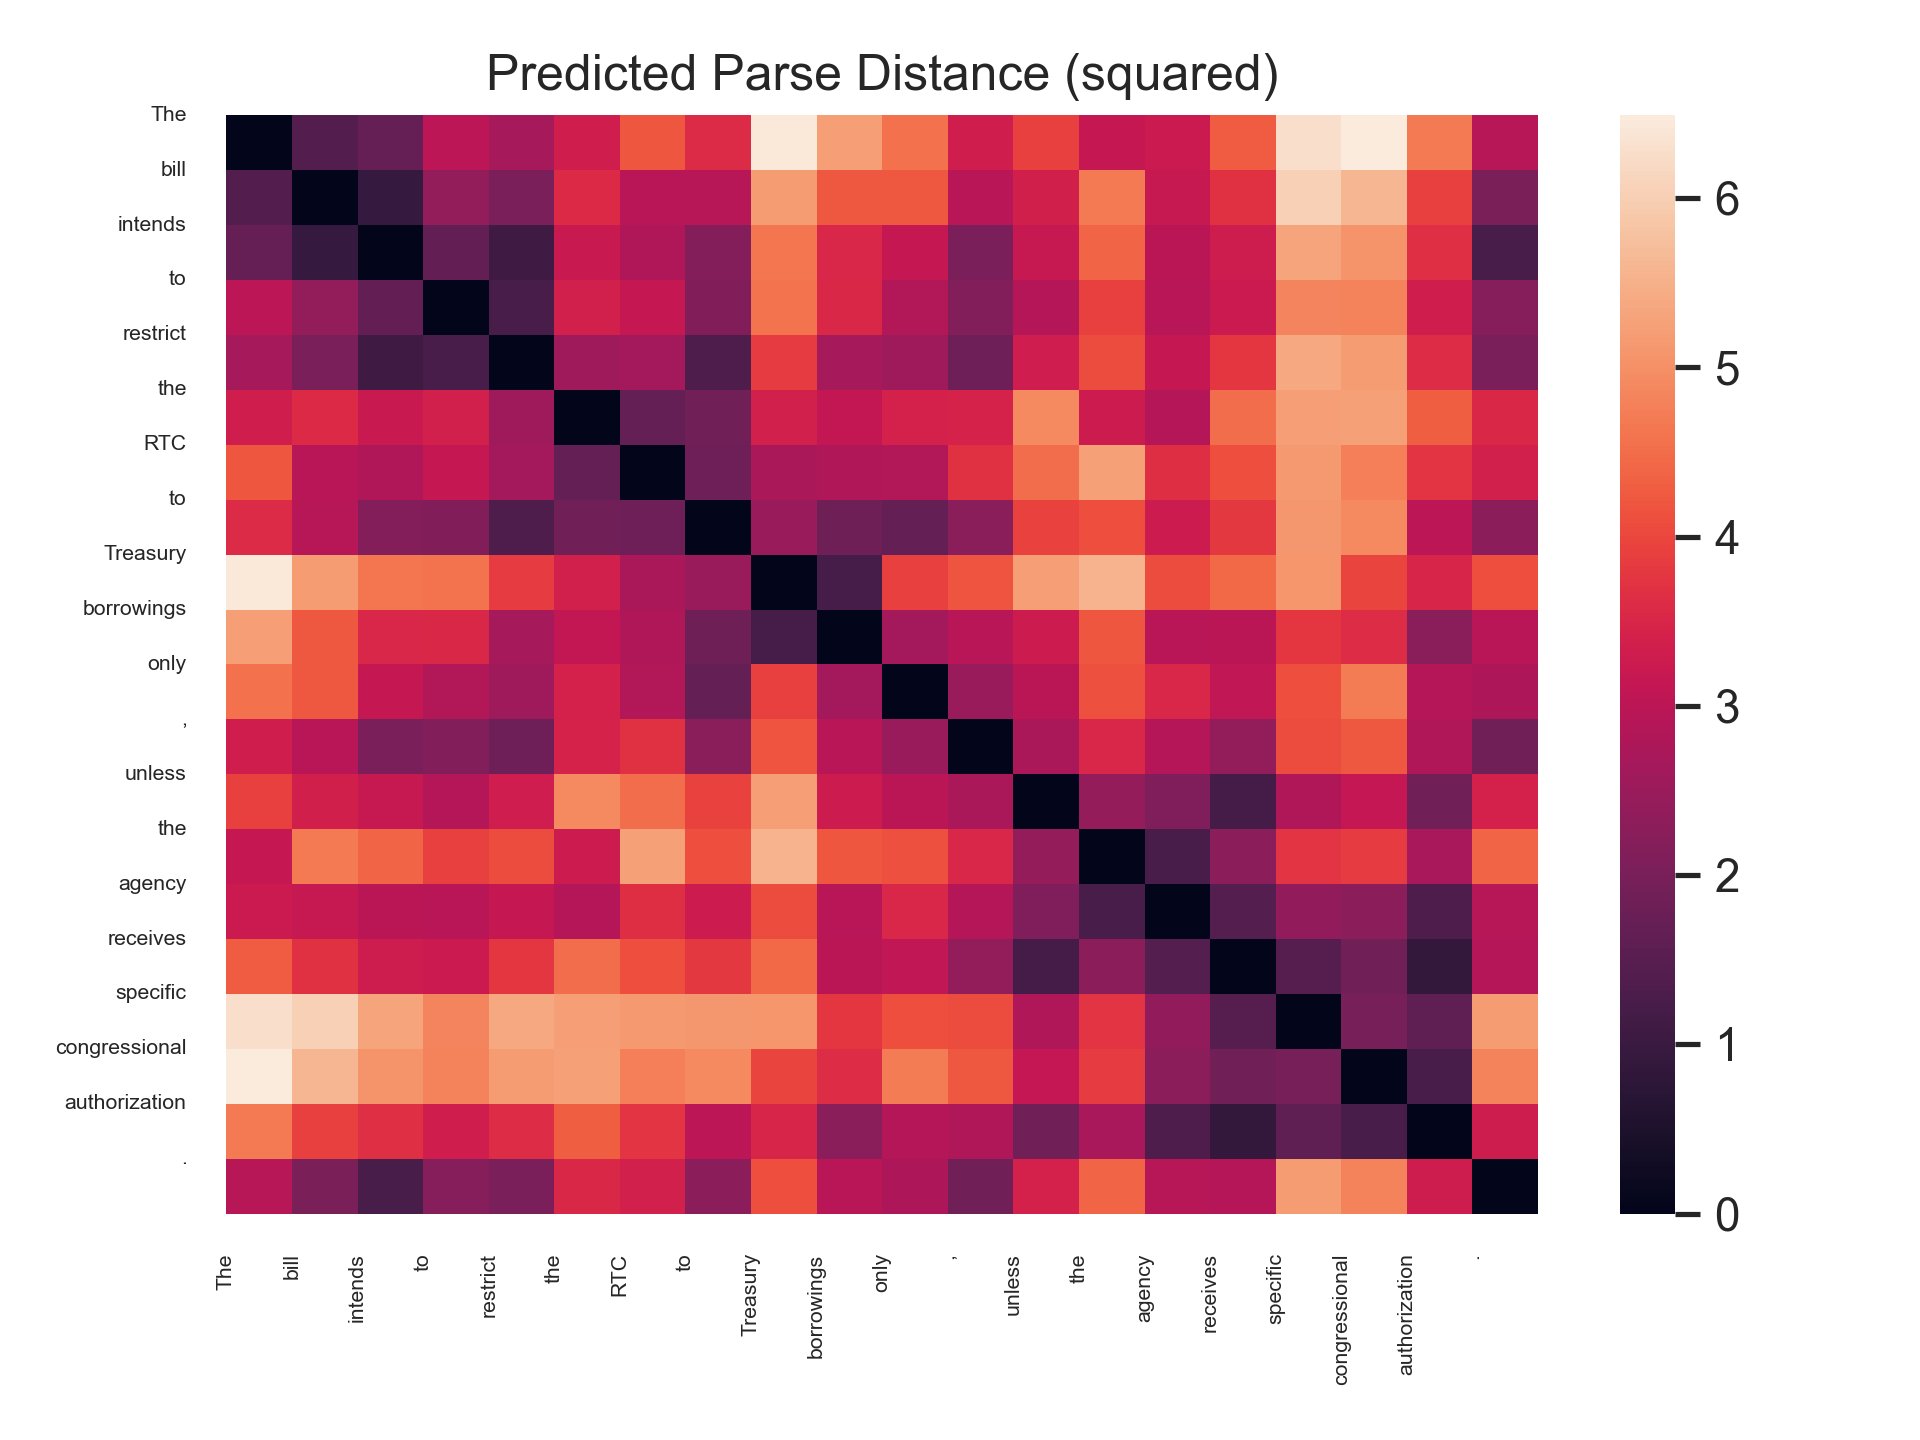 Predicted Parse Distance (squared)
The
bill
intends
to
restrict
the
RTC
to
Treasury
borrowings
only
,
unless
the
agency
receives
specific
congressional
authorization
.
The
bill
intends
to
restrict
the
RTC
to
Treasury
borrowings
only
,
unless
the
agency
receives
specific
congressional
authorization
.
6
5
4
3
2
1
0